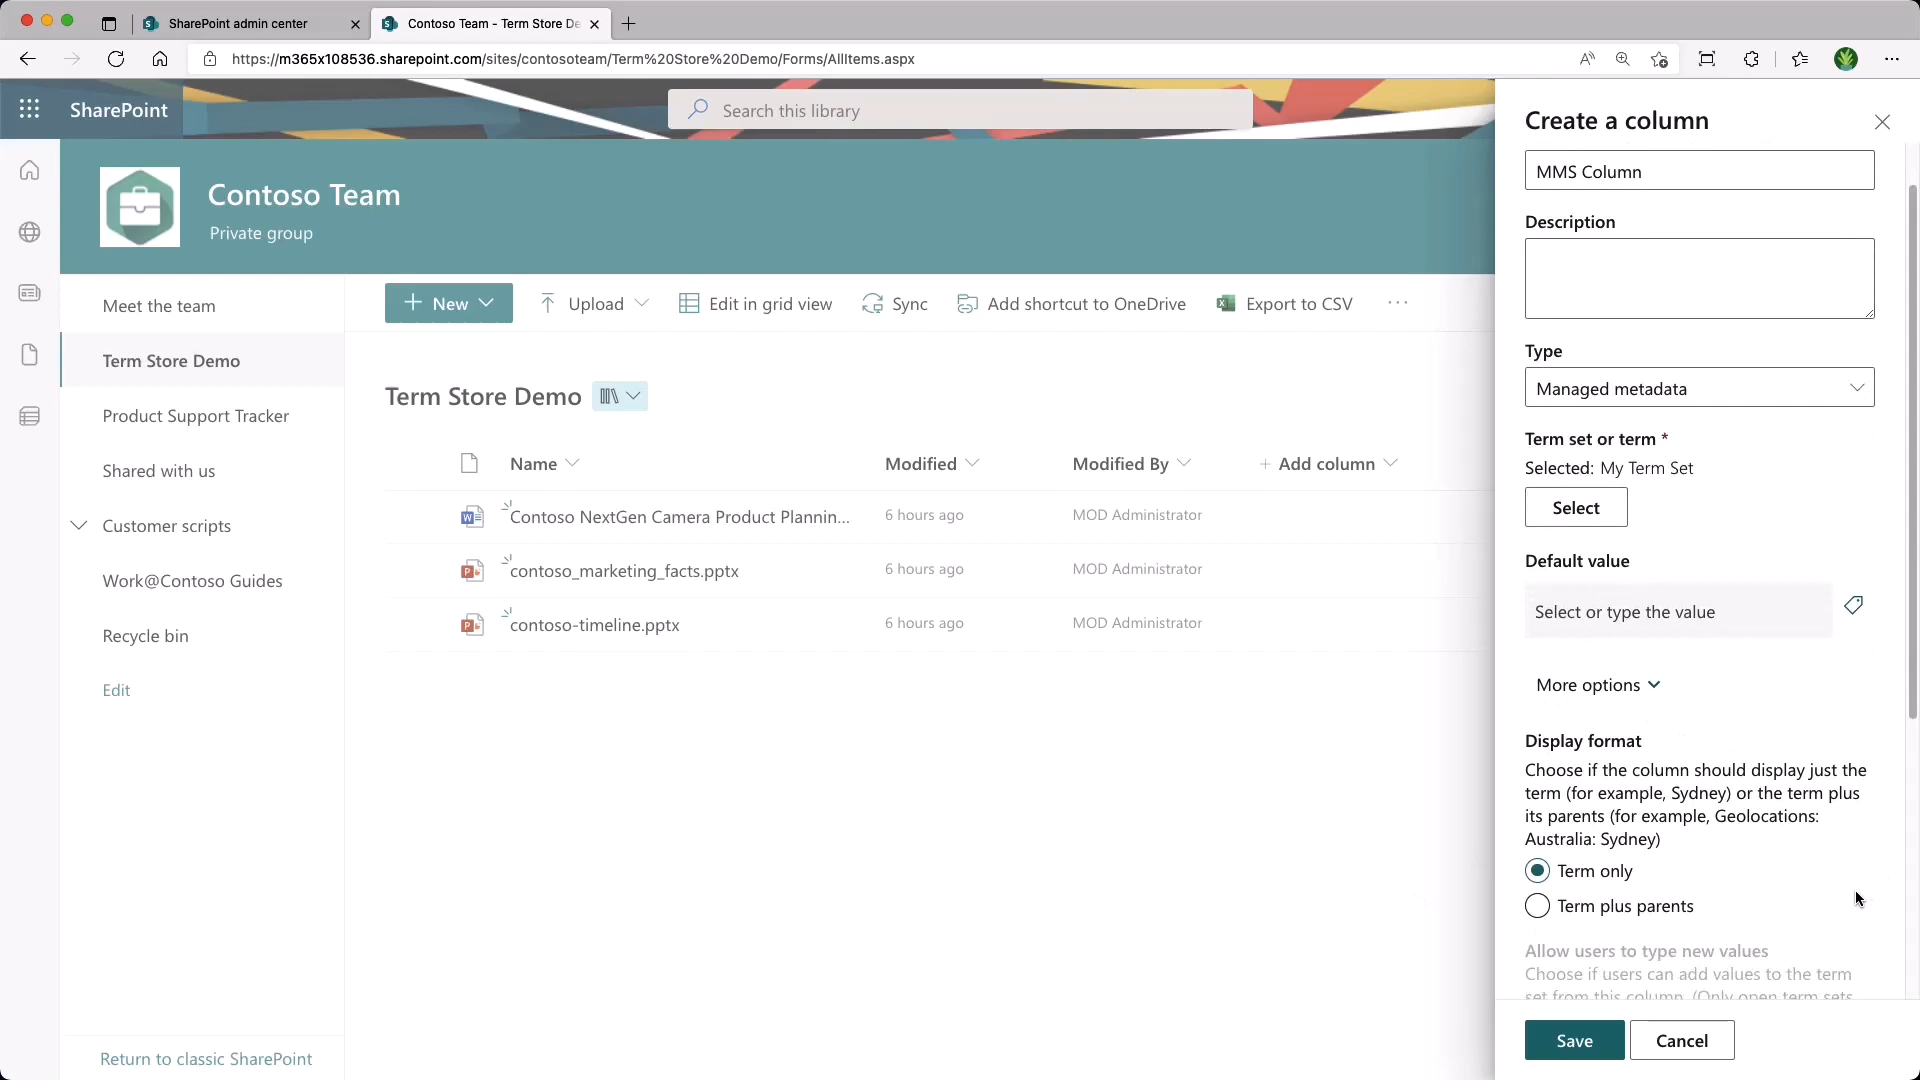 SharePoint admin center
Contoso Team - Term Store De
https://m365x108536.sharepoint.com/sites/contosoteam/Term%20Store%20Demo/Forms/AllItems.aspx
SharePoint
Search this library
Contoso Team
Private group
Meet the team
Term Store Demo
Product Support Tracker
Shared with us
Customer scripts
Work@Contoso Guides
Recycle bin
Edit
Return to classic SharePoint
New
Upload
Edit in grid view
Sync
Add shortcut to OneDrive
Export to CSV
Term Store Demo
Name
Modified
Modified By
Add column
Contoso NextGen Camera Product Plannin...
6 hours ago
MOD Administrator
contoso_marketing_facts.pptx
6 hours ago
MOD Administrator
contoso-timeline.pptx
6 hours ago
MOD Administrator
Create a column
MMS Column
Description
Type
Managed metadata
Term set or term *
Selected: My Term Set
Select
Default value
Select or type the value
More options
Display format
Choose if the column should display just the
term (for example, Sydney) or the term plus
its parents (for example, Geolocations:
Australia: Sydney)
Term only
Term plus parents
Allow users to type new values
Choose if users can add values to the term
set from this column. (Only open term sets
Save
Cancel